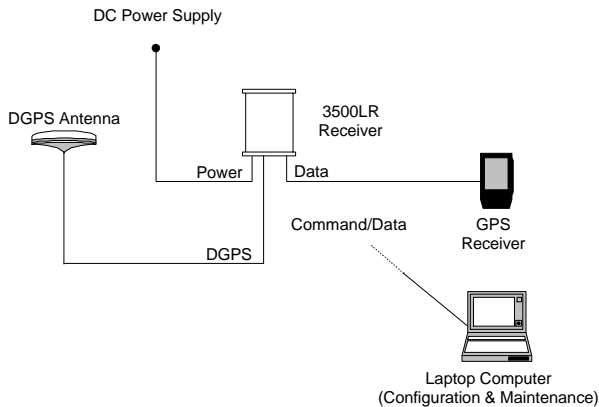 DC Power Supply
DGPS Antenna
3500LR
Receiver
Power
Data
DGPS
Command/Data
GPS
Receiver
Laptop Computer
(Configuration & Maintenance)